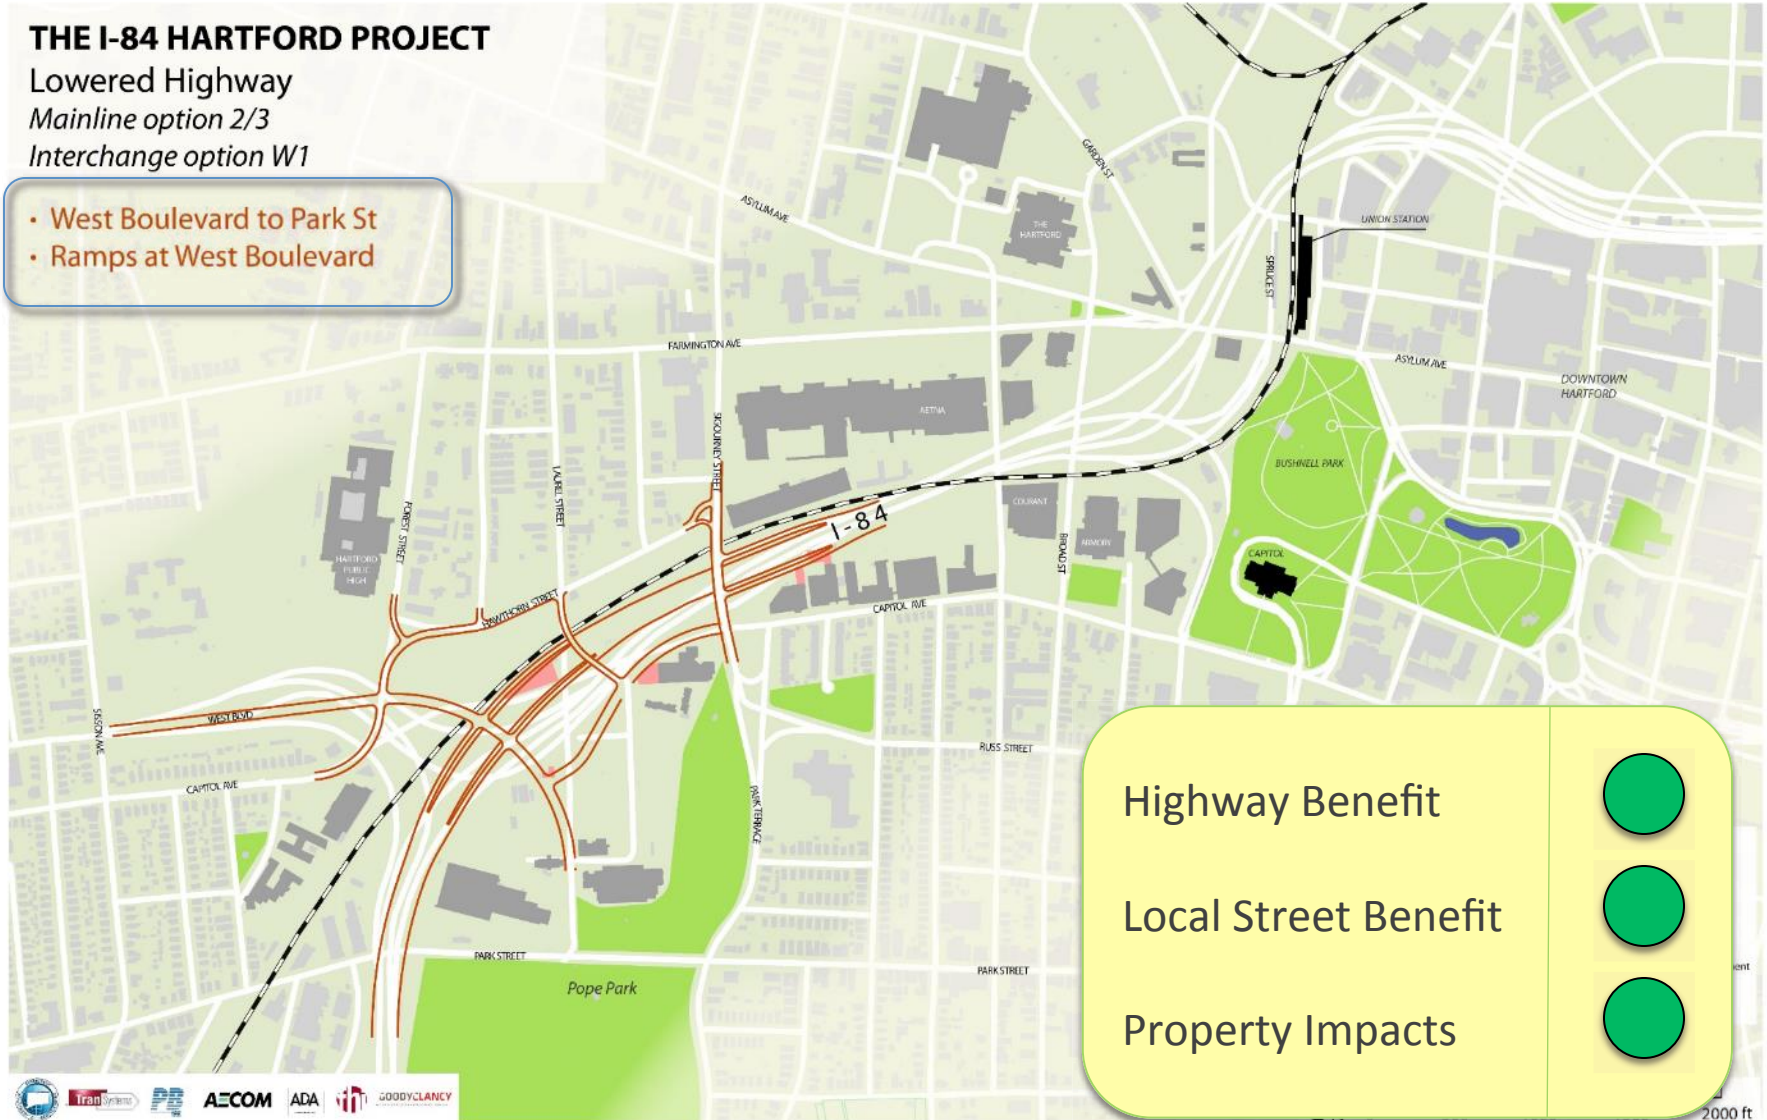 THE I-84 HARTFORD PROJECT
Lowered Highway
Mainline option 2/3
Interchange option W1
• West Boulevard to Park St
• Ramps at West Boulevard
GARDEN ST
ASYLUM AVE
THE
HARTFORD
UNION STATION
SPRUCE ST
FARMINGTON AVE
ASYLUM AVE
DOWNTOWN
HARTFORD
AETNA
SIGOURNEY STREET
BUSHNELL PARK
LAUREL STREET
FOREST STREET
COURANT
I-84
ARMORY
BROAD ST
HARTFORD
PUBLIC
HIGH
CAPITOL
HAWTHORN STREET
CAPITOL AVE
SISSON AVE
WEST BLVD
RUSS STREET
CAPITOL AVE
PARK TERRACE
PARK STREET
PARK STREET
Pope Park
Highway Benefit
Local Street Benefit
Property Impacts
ent
TranSystems
PB
AECOM
ADA
GOODYCLANCY
2000 ft